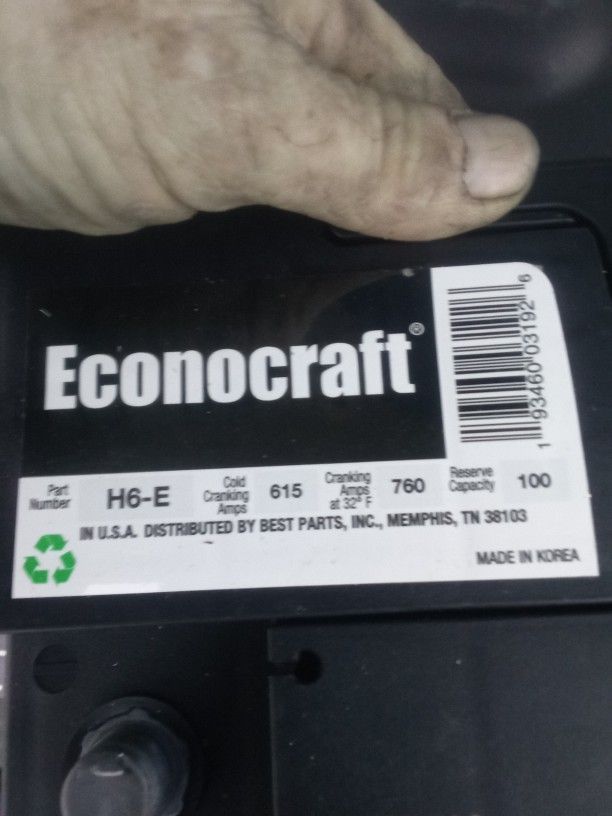 Econocraft®
1 93460 03192 6
Part Number H6-E Cold Cranking Amps 615 Cranking Amps at 32° F 760 Reserve Capacity 100
IN U.S.A. DISTRIBUTED BY BEST PARTS, INC., MEMPHIS, TN 38103
MADE IN KOREA